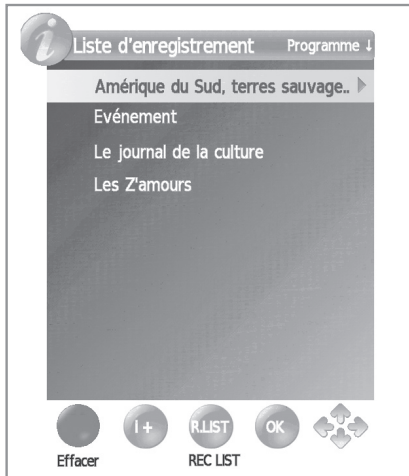 i
Liste d'enregistrement Programme ↓
Amérique du Sud, terres sauvage..
Evénement
Le journal de la culture
Les Z'amours
i + R.LIST OK
Effacer REC LIST